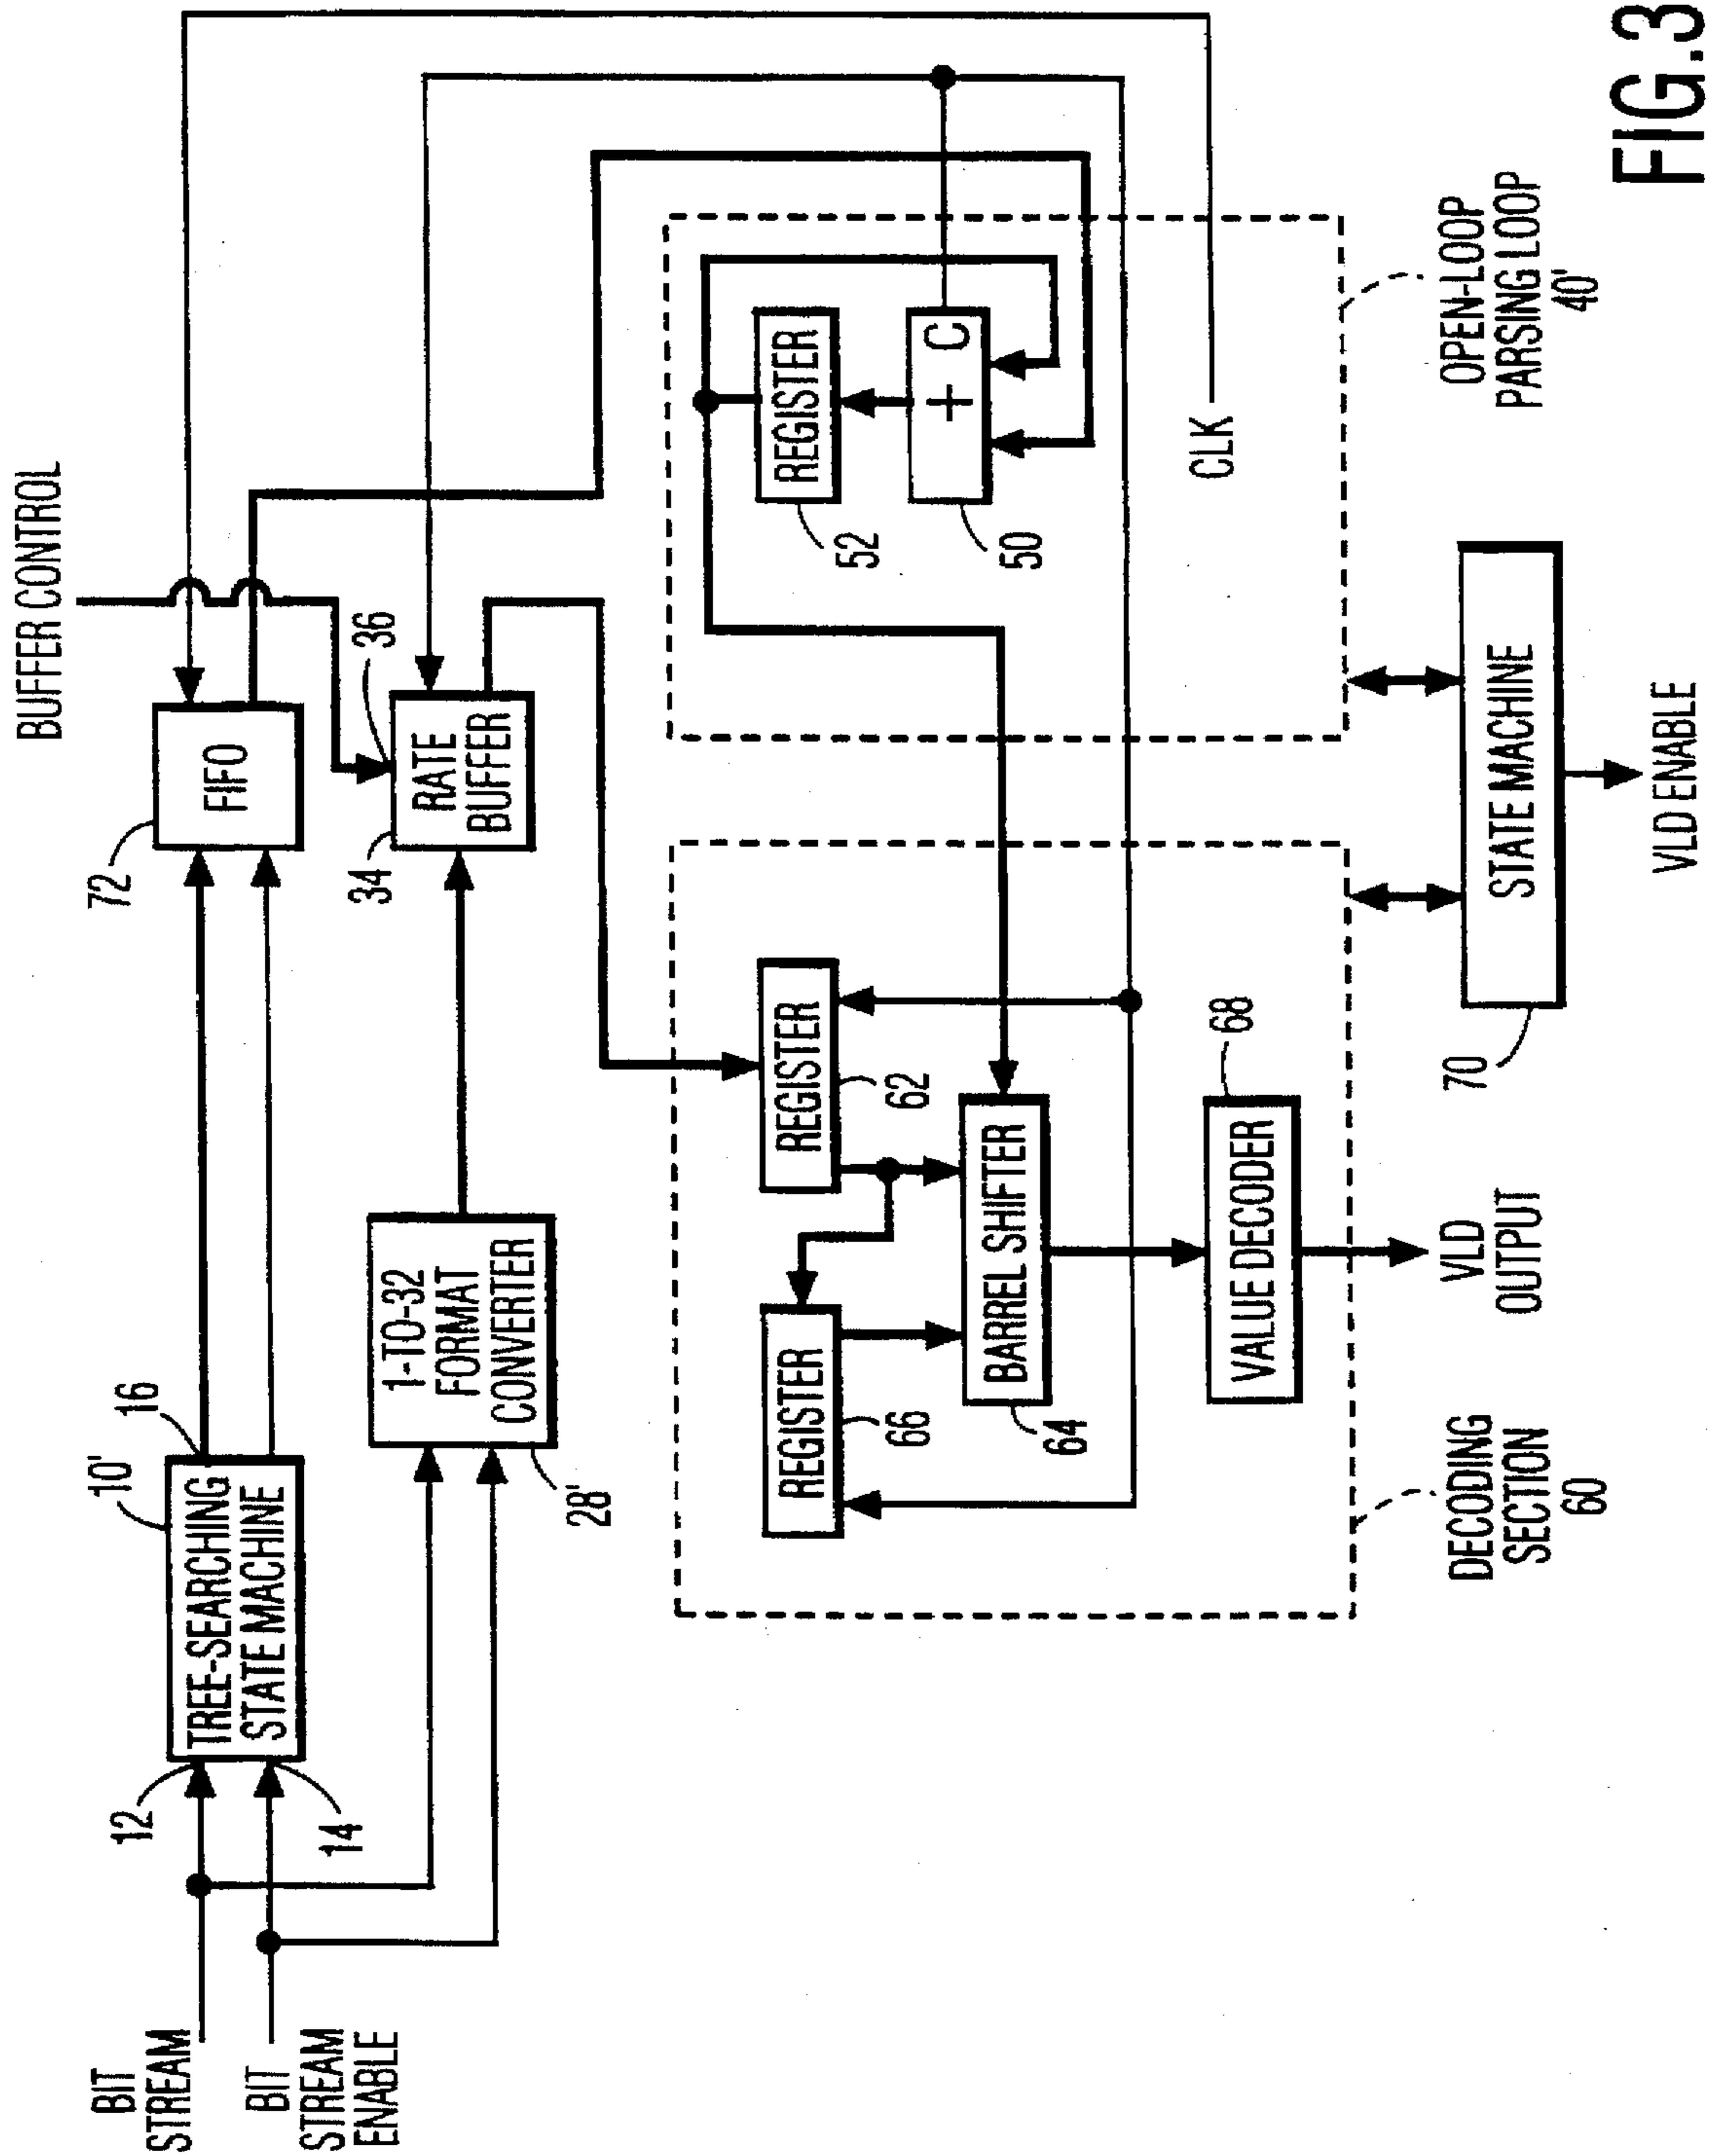 BUFFER CONTROL
BIT
STREAM
BIT
STREAM
ENABLE
12
14
10'
16
TREE-SEARCHING
STATE MACHINE
72
FIFO
1-TO-32
FORMAT
CONVERTER
28'
34
36
RATE
BUFFER
REGISTER
62
REGISTER
66
BARREL SHIFTER
64
VALUE DECODER
68
REGISTER
52
+ C
50
CLK
DECODING
SECTION
60
VLD
OUTPUT
OPEN-LOOP
PARSING LOOP
40'
STATE MACHINE
70
VLD ENABLE
FIG.3